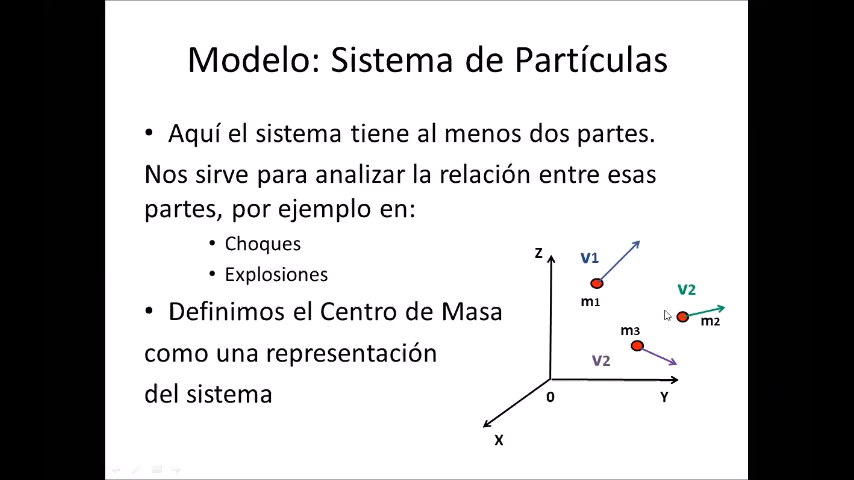 Modelo: Sistema de Partículas
• Aquí el sistema tiene al menos dos partes.
Nos sirve para analizar la relación entre esas
partes, por ejemplo en:
• Choques
• Explosiones
• Definimos el Centro de Masa
como una representación
del sistema
Z
v1
m1
v2
m2
m3
v2
0
Y
X